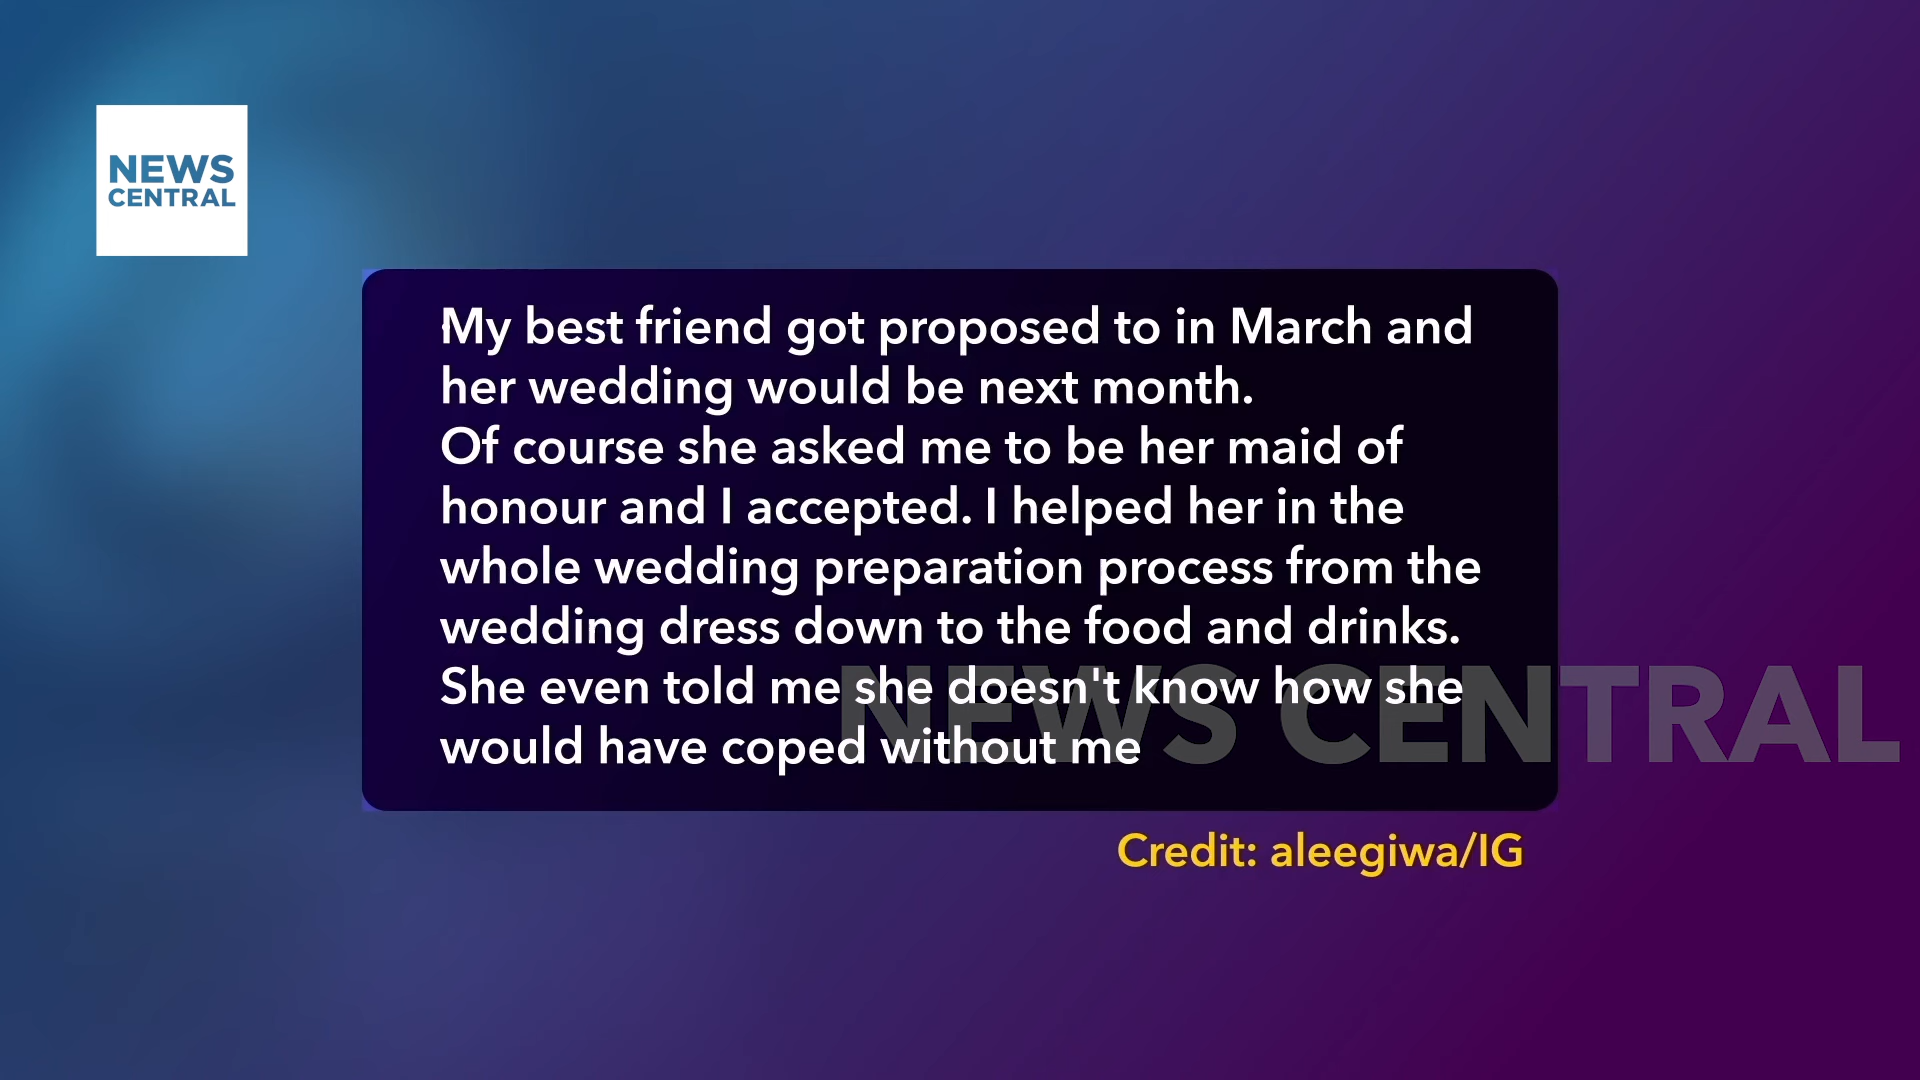 NEWS
CENTRAL
My best friend got proposed to in March and
her wedding would be next month.
Of course she asked me to be her maid of
honour and I accepted. I helped her in the
whole wedding preparation process from the
wedding dress down to the food and drinks.
She even told me she doesn't know how she
would have coped without me
NEWS CENTRAL
Credit: aleegiwa/IG